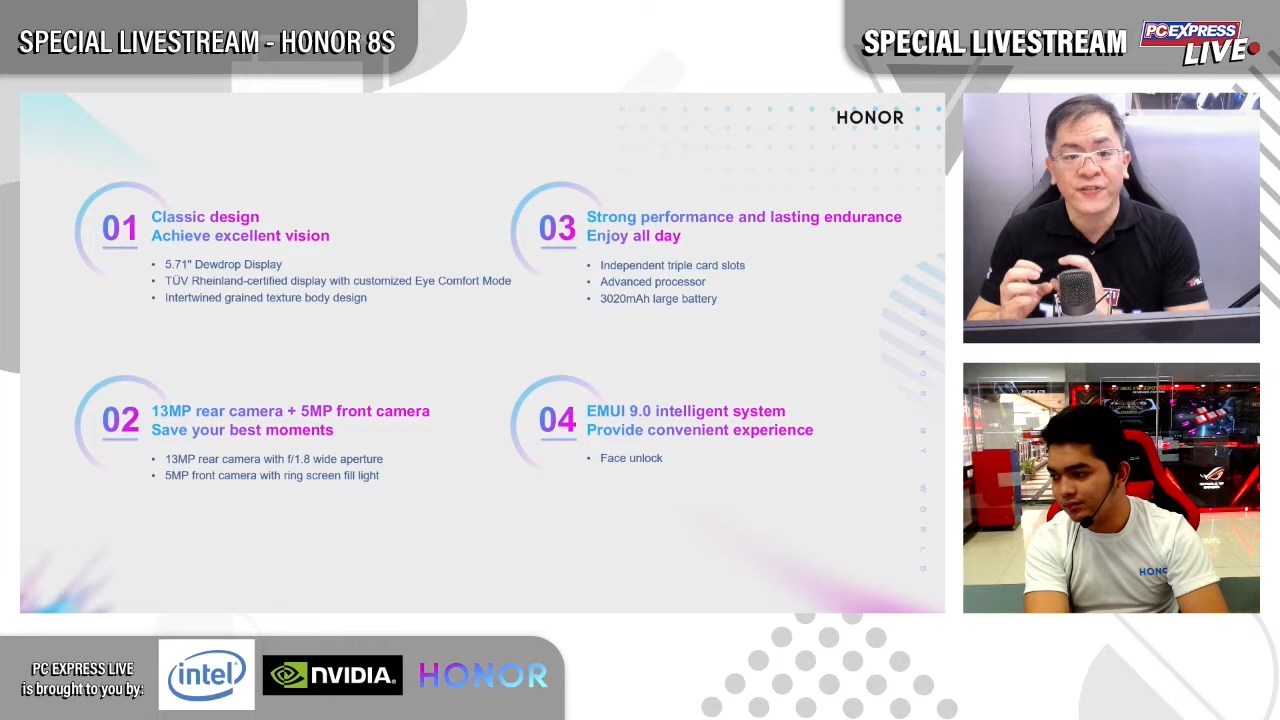 SPECIAL LIVESTREAM - HONOR 8S
SPECIAL LIVESTREAM
PC EXPRESS
LIVE
HONOR
01
Classic design
Achieve excellent vision
• 5.71" Dewdrop Display
• TÜV Rheinland-certified display with customized Eye Comfort Mode
• Intertwined grained texture body design
03
Strong performance and lasting endurance
Enjoy all day
• Independent triple card slots
• Advanced processor
• 3020mAh large battery
02
13MP rear camera + 5MP front camera
Save your best moments
• 13MP rear camera with f/1.8 wide aperture
• 5MP front camera with ring screen fill light
04
EMUI 9.0 intelligent system
Provide convenient experience
• Face unlock
HONOR MY WORLD
HONOR
PC EXPRESS LIVE
is brought to you by:
intel
NVIDIA
HONOR